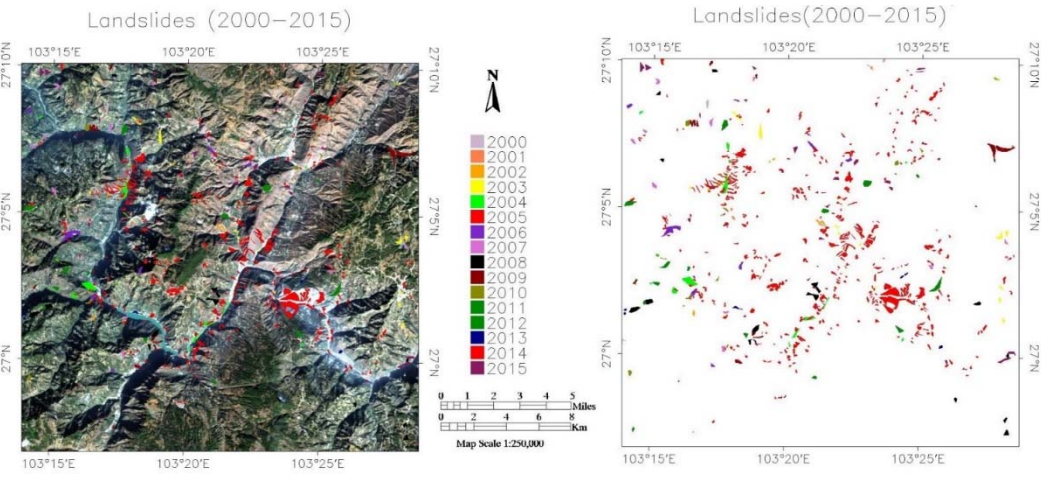 Landslides (2000-2015)
103°15'E 103°20'E 103°25'E
27°10'N
27°5'N
27°N
27°10'N
27°5'N
27°N
103°15'E 103°20'E 103°25'E
N
2000
2001
2002
2003
2004
2005
2006
2007
2008
2009
2010
2011
2012
2013
2014
2015
0 1 2 3 4 5
Miles
0 2 4 6 8
Km
Map Scale 1:250,000
Landslides(2000-2015)
103°15'E 103°20'E 103°25'E
27°10'N
27°5'N
27°N
27°10'N
27°5'N
27°N
103°15'E 103°20'E 103°25'E